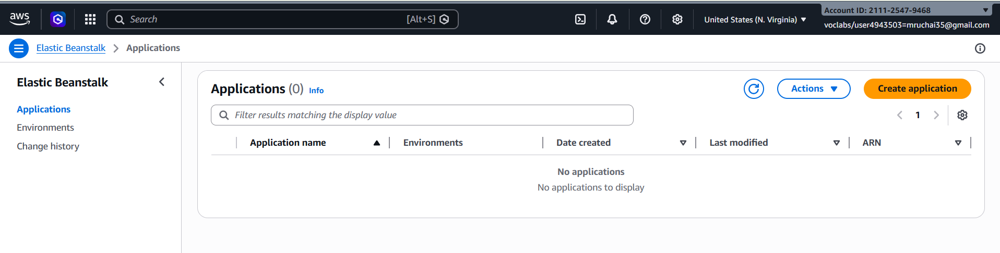 aws
Search
[Alt+S]
United States (N. Virginia)
Account ID: 2111-2547-9468
voclabs/user4943503=mruchai35@gmail.com
Elastic Beanstalk
Applications
Elastic Beanstalk
Applications
Environments
Change history
Applications (0) Info
Actions
Create application
Filter results matching the display value
1
Application name Environments Date created Last modified ARN
No applications
No applications to display